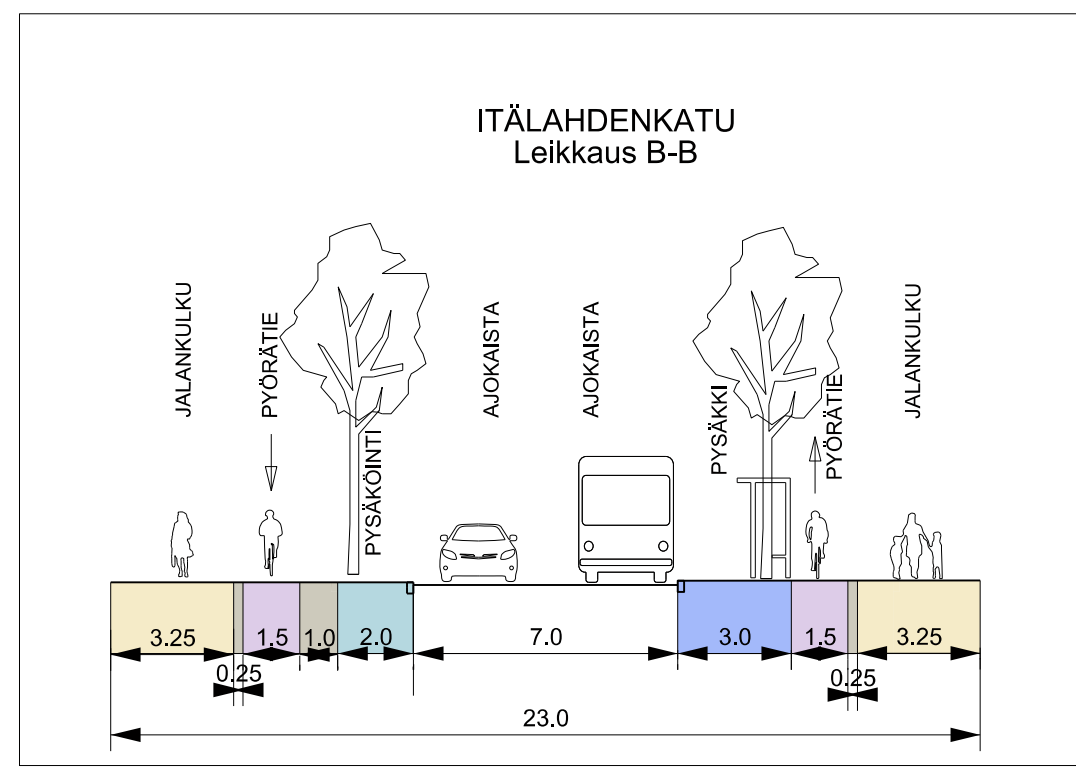 ITÄLAHDENKATU
Leikkaus B-B
JALANKULKU
PYÖRÄTIE
PYSÄKÖINTI
AJOKAISTA
AJOKAISTA
PYSÄKKI
PYÖRÄTIE
JALANKULKU
3.25
1.5
1.0
2.0
7.0
3.0
1.5
3.25
0.25
0.25
23.0